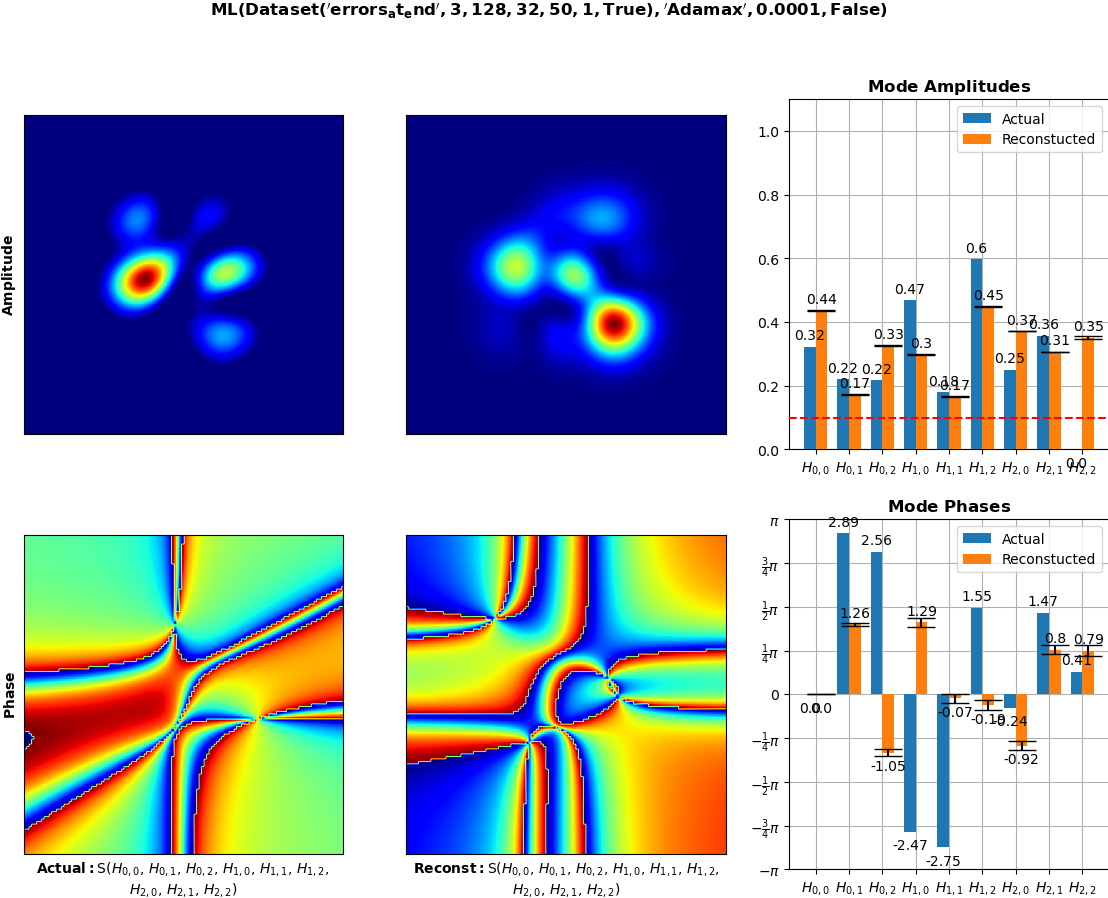 ML(Dataset('errors_at_end', 3, 128, 32, 50, 1, True), 'Adamax', 0.0001, False)
Amplitude
Mode Amplitudes
Actual
Reconstucted
1.0
0.8
0.6
0.4
0.2
0.0
0.32
0.44
0.22
0.17
0.22
0.33
0.47
0.3
0.18
0.17
0.6
0.45
0.25
0.37
0.36
0.31
0.0
0.35
H0,0 H0,1 H0,2 H1,0 H1,1 H1,2 H2,0 H2,1 H2,2
Phase
Mode Phases
Actual
Reconstucted
π
3/4π
1/2π
1/4π
0
−1/4π
−1/2π
−3/4π
−π
0.0
0.0
2.89
1.26
2.56
-1.05
-2.47
1.29
-2.75
-0.07
1.55
-0.19
-0.24
-0.92
1.47
0.8
0.41
0.79
H0,0 H0,1 H0,2 H1,0 H1,1 H1,2 H2,0 H2,1 H2,2
Actual: S(H0,0, H0,1, H0,2, H1,0, H1,1, H1,2,
H2,0, H2,1, H2,2)
Reconst: S(H0,0, H0,1, H0,2, H1,0, H1,1, H1,2,
H2,0, H2,1, H2,2)